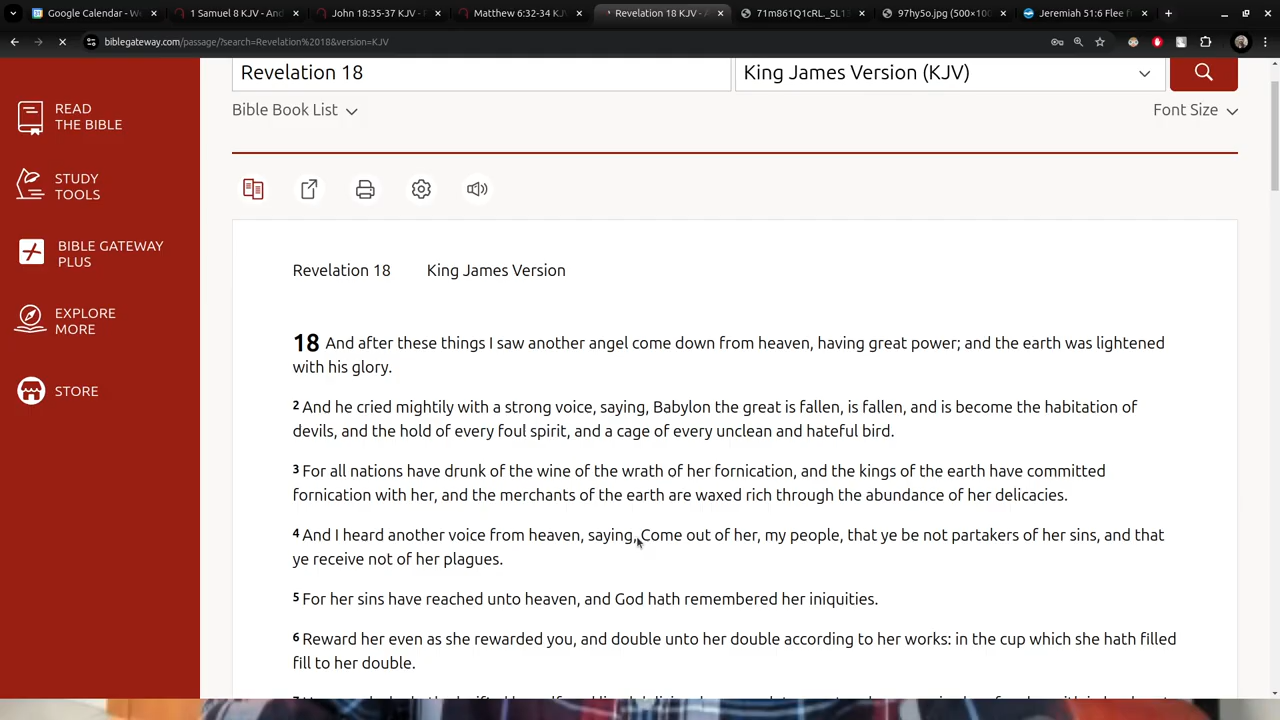 Google Calendar - W
1 Samuel 8 KJV - And
John 18:35-37 KJV - F
Matthew 6:32-34 KJV
Revelation 18 KJV - A
71m861Q1cRL._SL13
97hy5o.jpg (500×100
Jeremiah 51:6 Flee f
biblegateway.com/passage/?search=Revelation%2018&version=KJV
Revelation 18
King James Version (KJV)
Bible Book List
Font Size
READ
THE BIBLE
STUDY
TOOLS
BIBLE GATEWAY
PLUS
EXPLORE
MORE
STORE
Revelation 18 King James Version
18 And after these things I saw another angel come down from heaven, having great power; and the earth was lightened
with his glory.
2 And he cried mightily with a strong voice, saying, Babylon the great is fallen, is fallen, and is become the habitation of
devils, and the hold of every foul spirit, and a cage of every unclean and hateful bird.
3 For all nations have drunk of the wine of the wrath of her fornication, and the kings of the earth have committed
fornication with her, and the merchants of the earth are waxed rich through the abundance of her delicacies.
4 And I heard another voice from heaven, saying, Come out of her, my people, that ye be not partakers of her sins, and that
ye receive not of her plagues.
5 For her sins have reached unto heaven, and God hath remembered her iniquities.
6 Reward her even as she rewarded you, and double unto her double according to her works: in the cup which she hath filled
fill to her double.